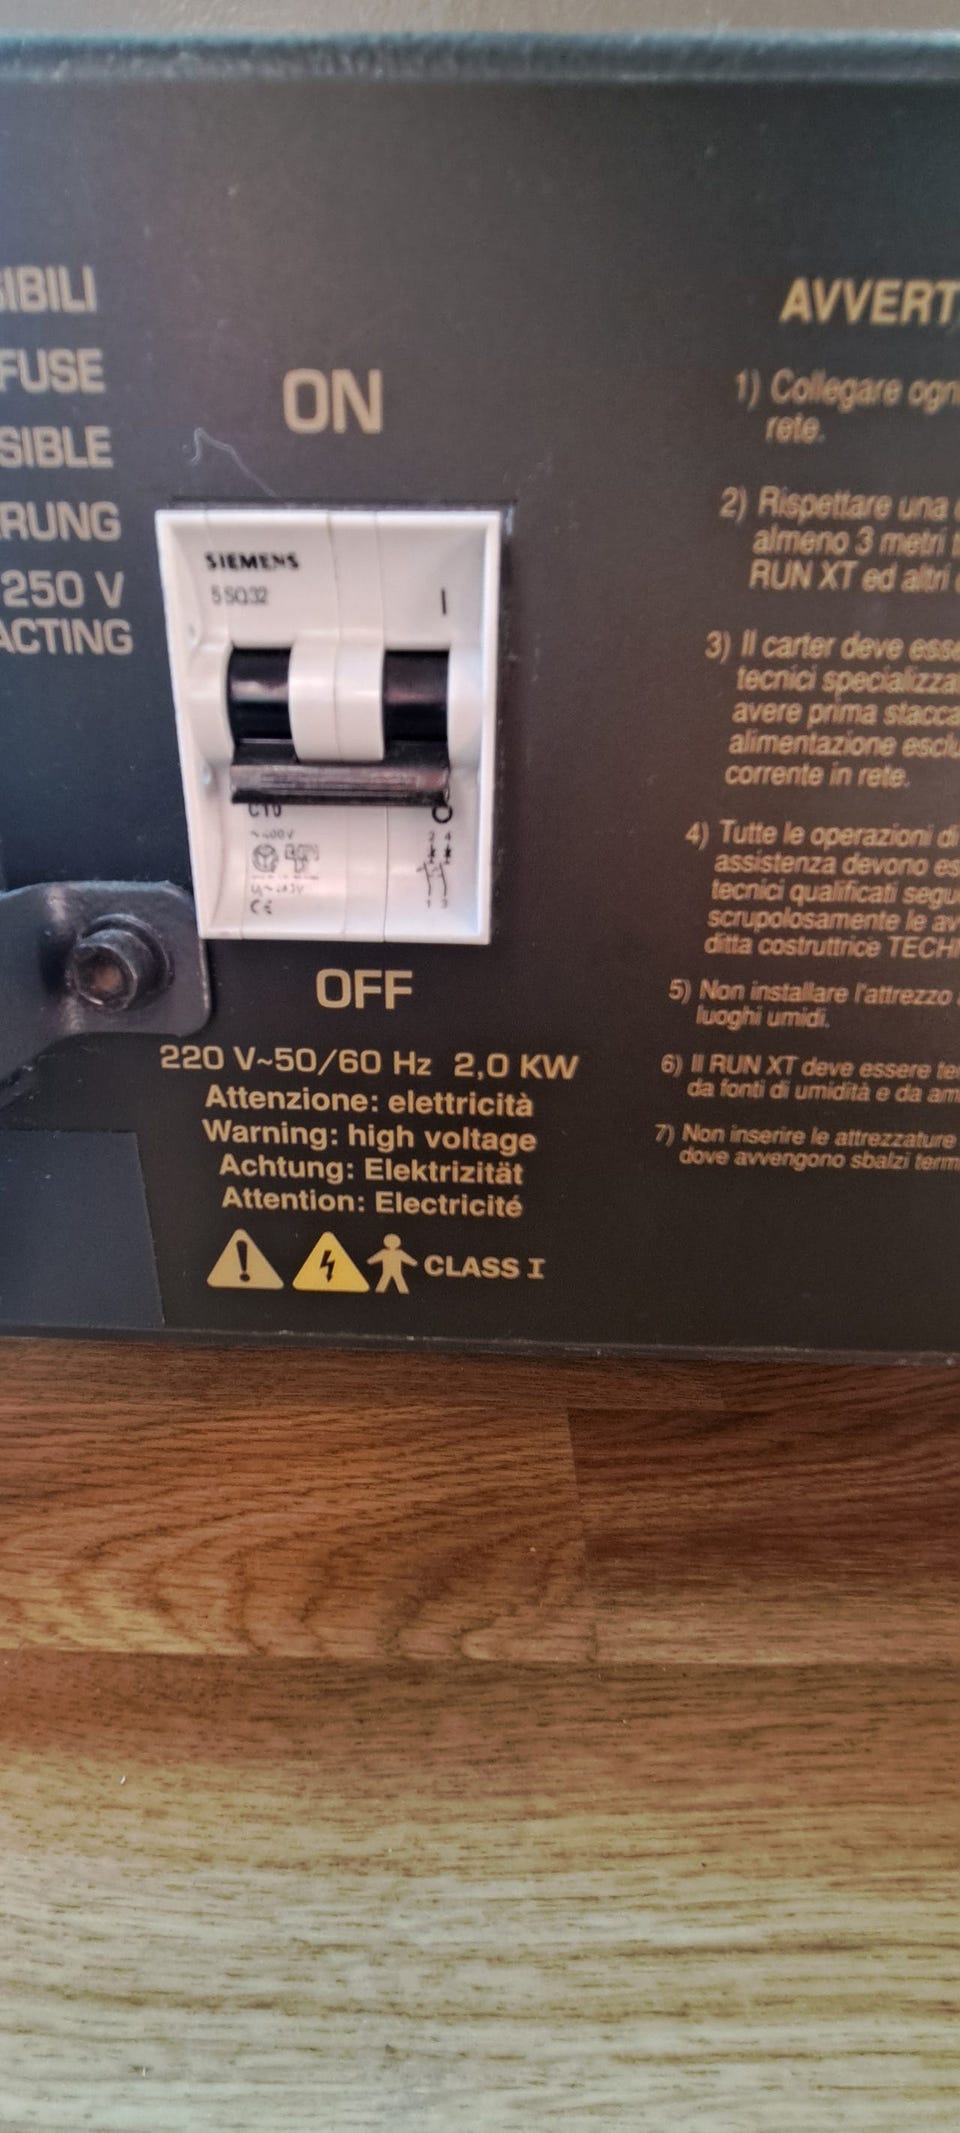 SIBILI
FUSE
SIBLE
RUNG
250 V
ACTING
ON
SIEMENS
5SQ32
I
O
2 4
1 3
OFF
220 V~50/60 Hz 2,0 KW
Attenzione: elettricità
Warning: high voltage
Achtung: Elektrizität
Attention: Electricité
CLASS I
AVVERT
1) Collegare ogn
rete.
2) Rispettare una
almeno 3 metri t
RUN XT ed altri
3) Il carter deve esse
tecnici specializza
avere prima stacca
alimentazione esclu
corrente in rete.
4) Tutte le operazioni di
assistenza devono es
tecnici qualificati segu
scrupolosamente le av
ditta costruttrice TECHN
5) Non installare l'attrezzo
luoghi umidi.
6) Il RUN XT deve essere te
da fonti di umidità e da am
7) Non inserire le attrezzature
dove avvengono sbalzi term